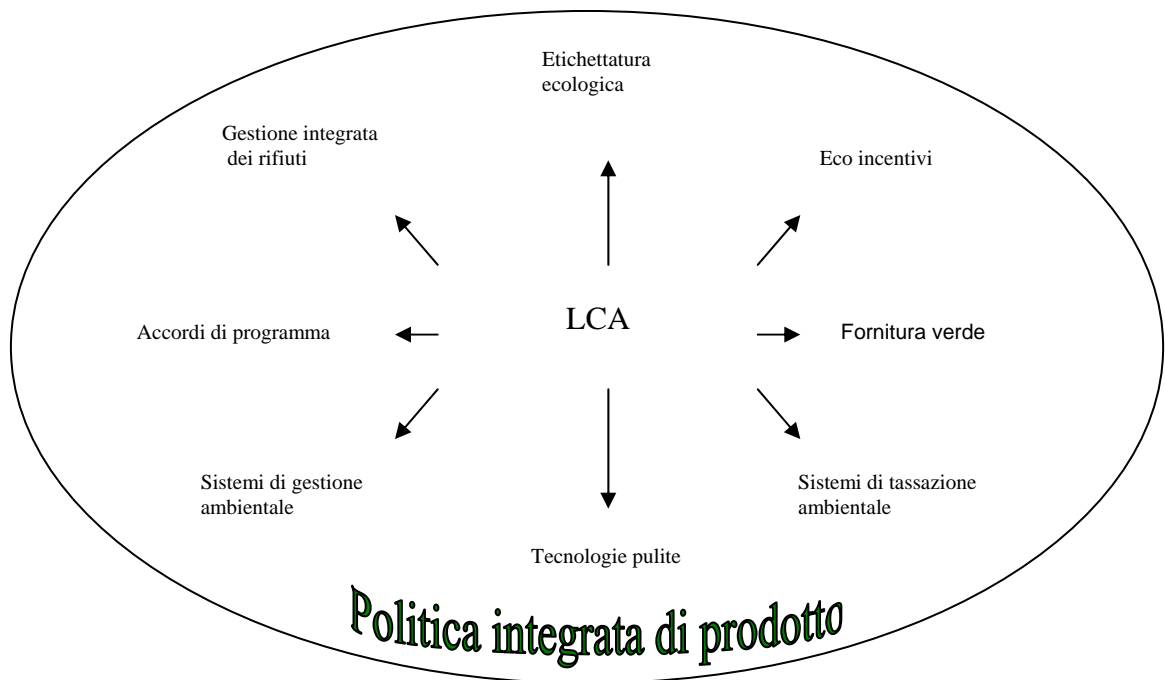 Etichettatura
ecologica
Gestione integrata
dei rifiuti
Eco incentivi
Accordi di programma
LCA
Fornitura verde
Sistemi di gestione
ambientale
Sistemi di tassazione
ambientale
Tecnologie pulite
Politica integrata di prodotto